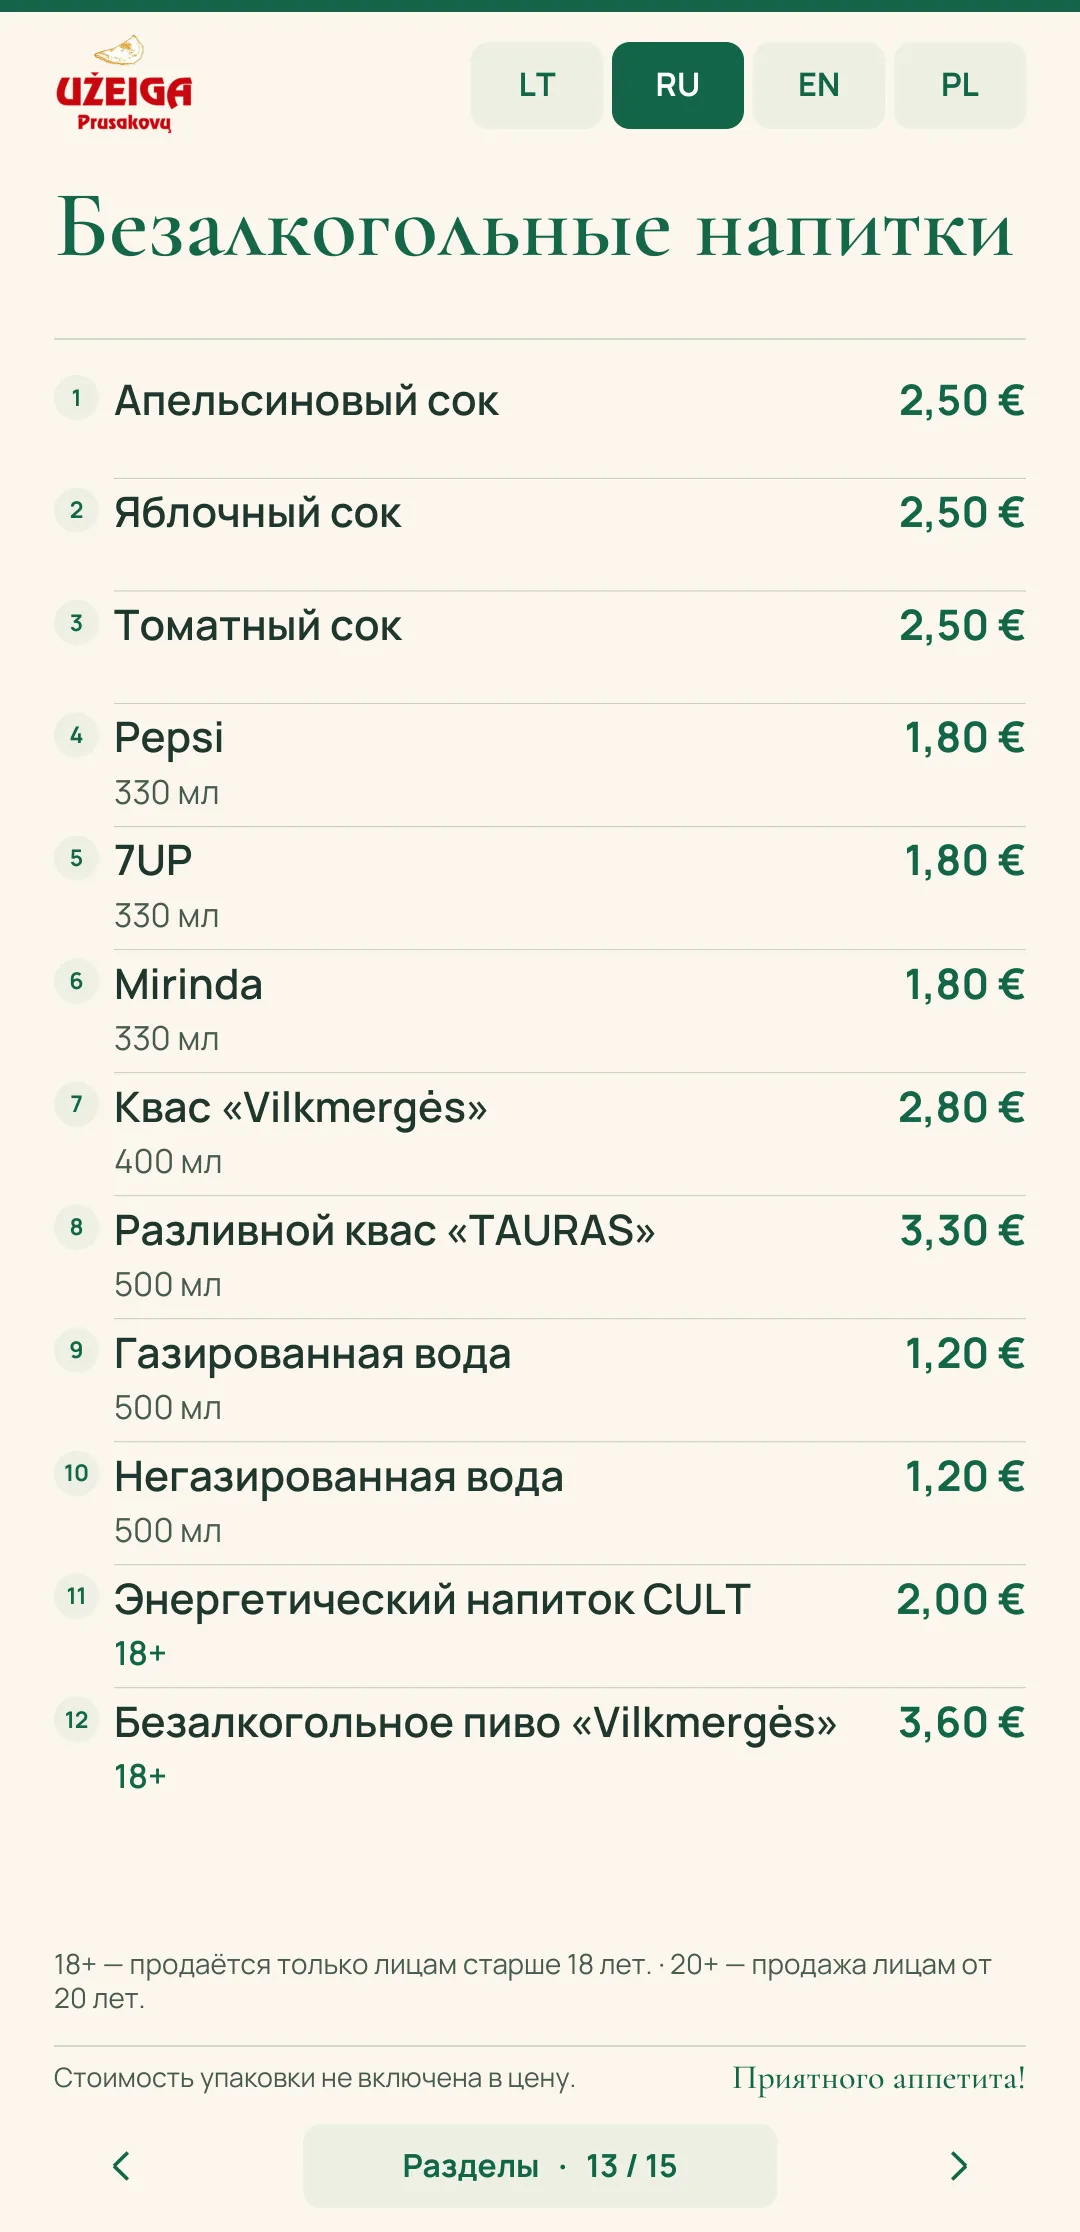 UŽEIGA
Prusakovų
LT RU EN PL
Безалкогольные напитки
1 Апельсиновый сок 2,50 €
2 Яблочный сок 2,50 €
3 Томатный сок 2,50 €
4 Pepsi 1,80 €
330 мл
5 7UP 1,80 €
330 мл
6 Mirinda 1,80 €
330 мл
7 Квас «Vilkmergės» 2,80 €
400 мл
8 Разливной квас «TAURAS» 3,30 €
500 мл
9 Газированная вода 1,20 €
500 мл
10 Негазированная вода 1,20 €
500 мл
11 Энергетический напиток CULT 2,00 €
18+
12 Безалкогольное пиво «Vilkmergės» 3,60 €
18+
18+ — продаётся только лицам старше 18 лет. · 20+ — продажа лицам от
20 лет.
Стоимость упаковки не включена в цену. Приятного аппетита!
Разделы · 13 / 15